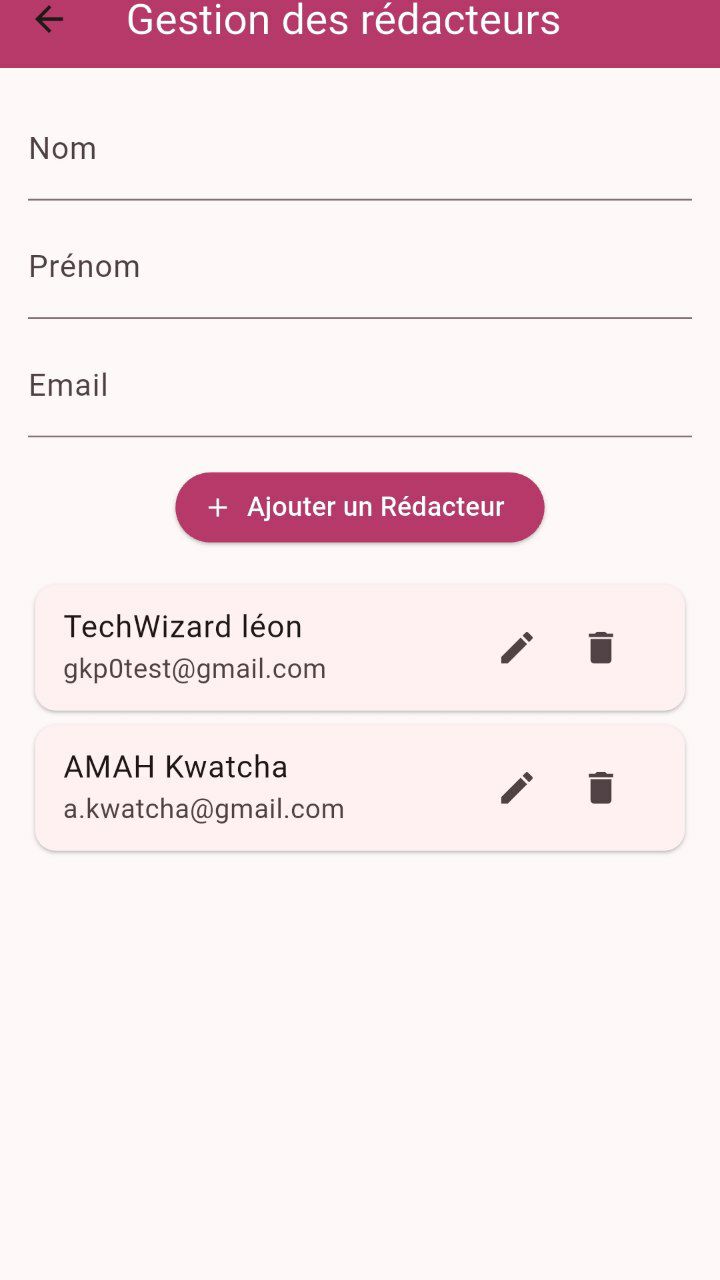 Gestion des rédacteurs
Nom
Prénom
Email
+ Ajouter un Rédacteur
TechWizard léon
gkp0test@gmail.com
AMAH Kwatcha
a.kwatcha@gmail.com